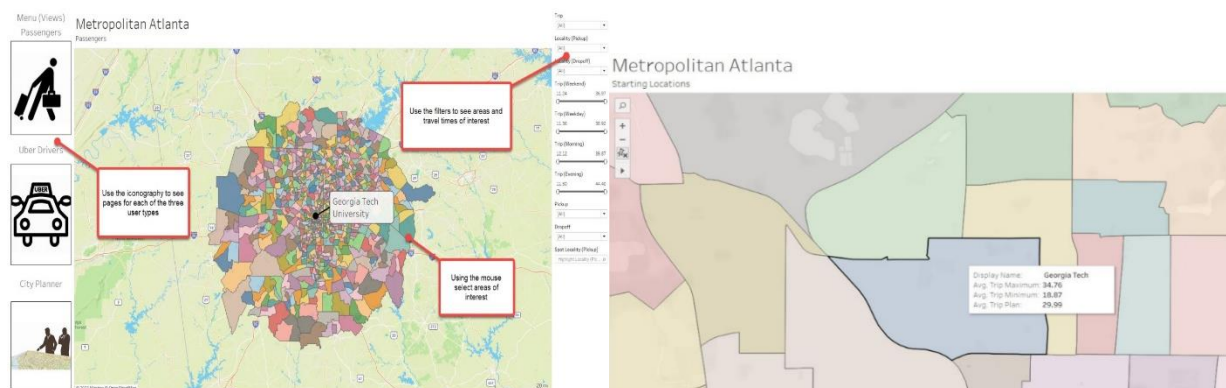 Menu (Views)
Passengers
Uber Drivers
UBER
City Planner
Metropolitan Atlanta
Passengers
Use the iconography to see
pages for each of the three
user types
Georgia Tech
University
Use the filters to see areas and
travel times of interest
Using the mouse
select areas of
interest
Trip
Locality (Pickup)
Locality (Dropoff)
Trip (Weekend)
Trip (Weekday)
Trip (Morning)
Trip (Evening)
Pickup
Dropoff
Metropolitan Atlanta
Starting Locations
Display Name: Georgia Tech
Avg. Trip Maximum: 34.76
Avg. Trip Minimum: 18.87
Avg. Trip Plan: 29.99